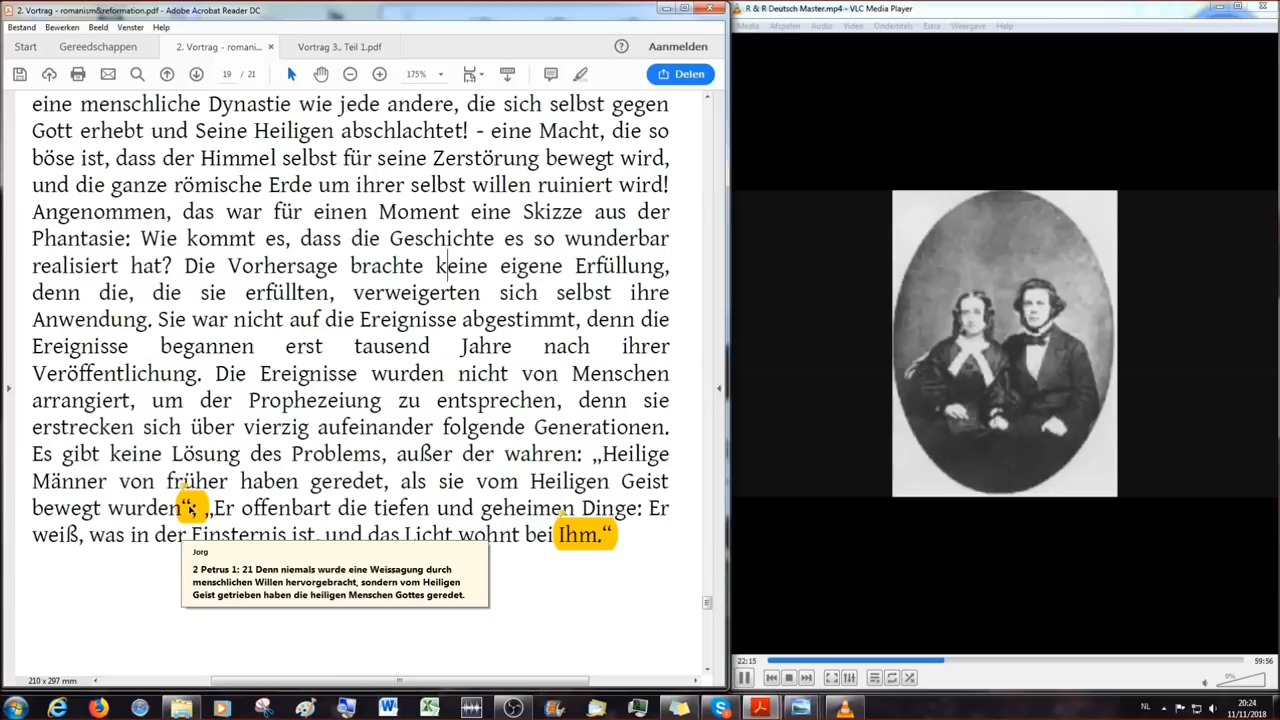 2. Vortrag - romanism&reformation.pdf - Adobe Acrobat Reader DC
Bestand Bewerken Beeld Venster Help
Start Gereedschappen 2. Vortrag - romani... × Vortrag 3.. Teil 1.pdf Aanmelden
19 / 21 175% Delen
eine menschliche Dynastie wie jede andere, die sich selbst gegen
Gott erhebt und Seine Heiligen abschlachtet! - eine Macht, die so
böse ist, dass der Himmel selbst für seine Zerstörung bewegt wird,
und die ganze römische Erde um ihrer selbst willen ruiniert wird!
Angenommen, das war für einen Moment eine Skizze aus der
Phantasie: Wie kommt es, dass die Geschichte es so wunderbar
realisiert hat? Die Vorhersage brachte keine eigene Erfüllung,
denn die, die sie erfüllten, verweigerten sich selbst ihre
Anwendung. Sie war nicht auf die Ereignisse abgestimmt, denn die
Ereignisse begannen erst tausend Jahre nach ihrer
Veröffentlichung. Die Ereignisse wurden nicht von Menschen
arrangiert, um der Prophezeiung zu entsprechen, denn sie
erstrecken sich über vierzig aufeinander folgende Generationen.
Es gibt keine Lösung des Problems, außer der wahren: „Heilige
Männer von früher haben geredet, als sie vom Heiligen Geist
bewegt wurden“; „Er offenbart die tiefen und geheimen Dinge: Er
weiß, was in der Finsternis ist, und das Licht wohnt bei Ihm.“
Jorg
2 Petrus 1: 21 Denn niemals wurde eine Weissagung durch
menschlichen Willen hervorgebracht, sondern vom Heiligen
Geist getrieben haben die heiligen Menschen Gottes geredet.
210 x 297 mm
R & R Deutsch Master.mp4 - VLC Media Player
Media Afspelen Audio Video Ondertitels Extra Weergave Help
22:15 59:56
0%
NL 20:24
11/11/2018